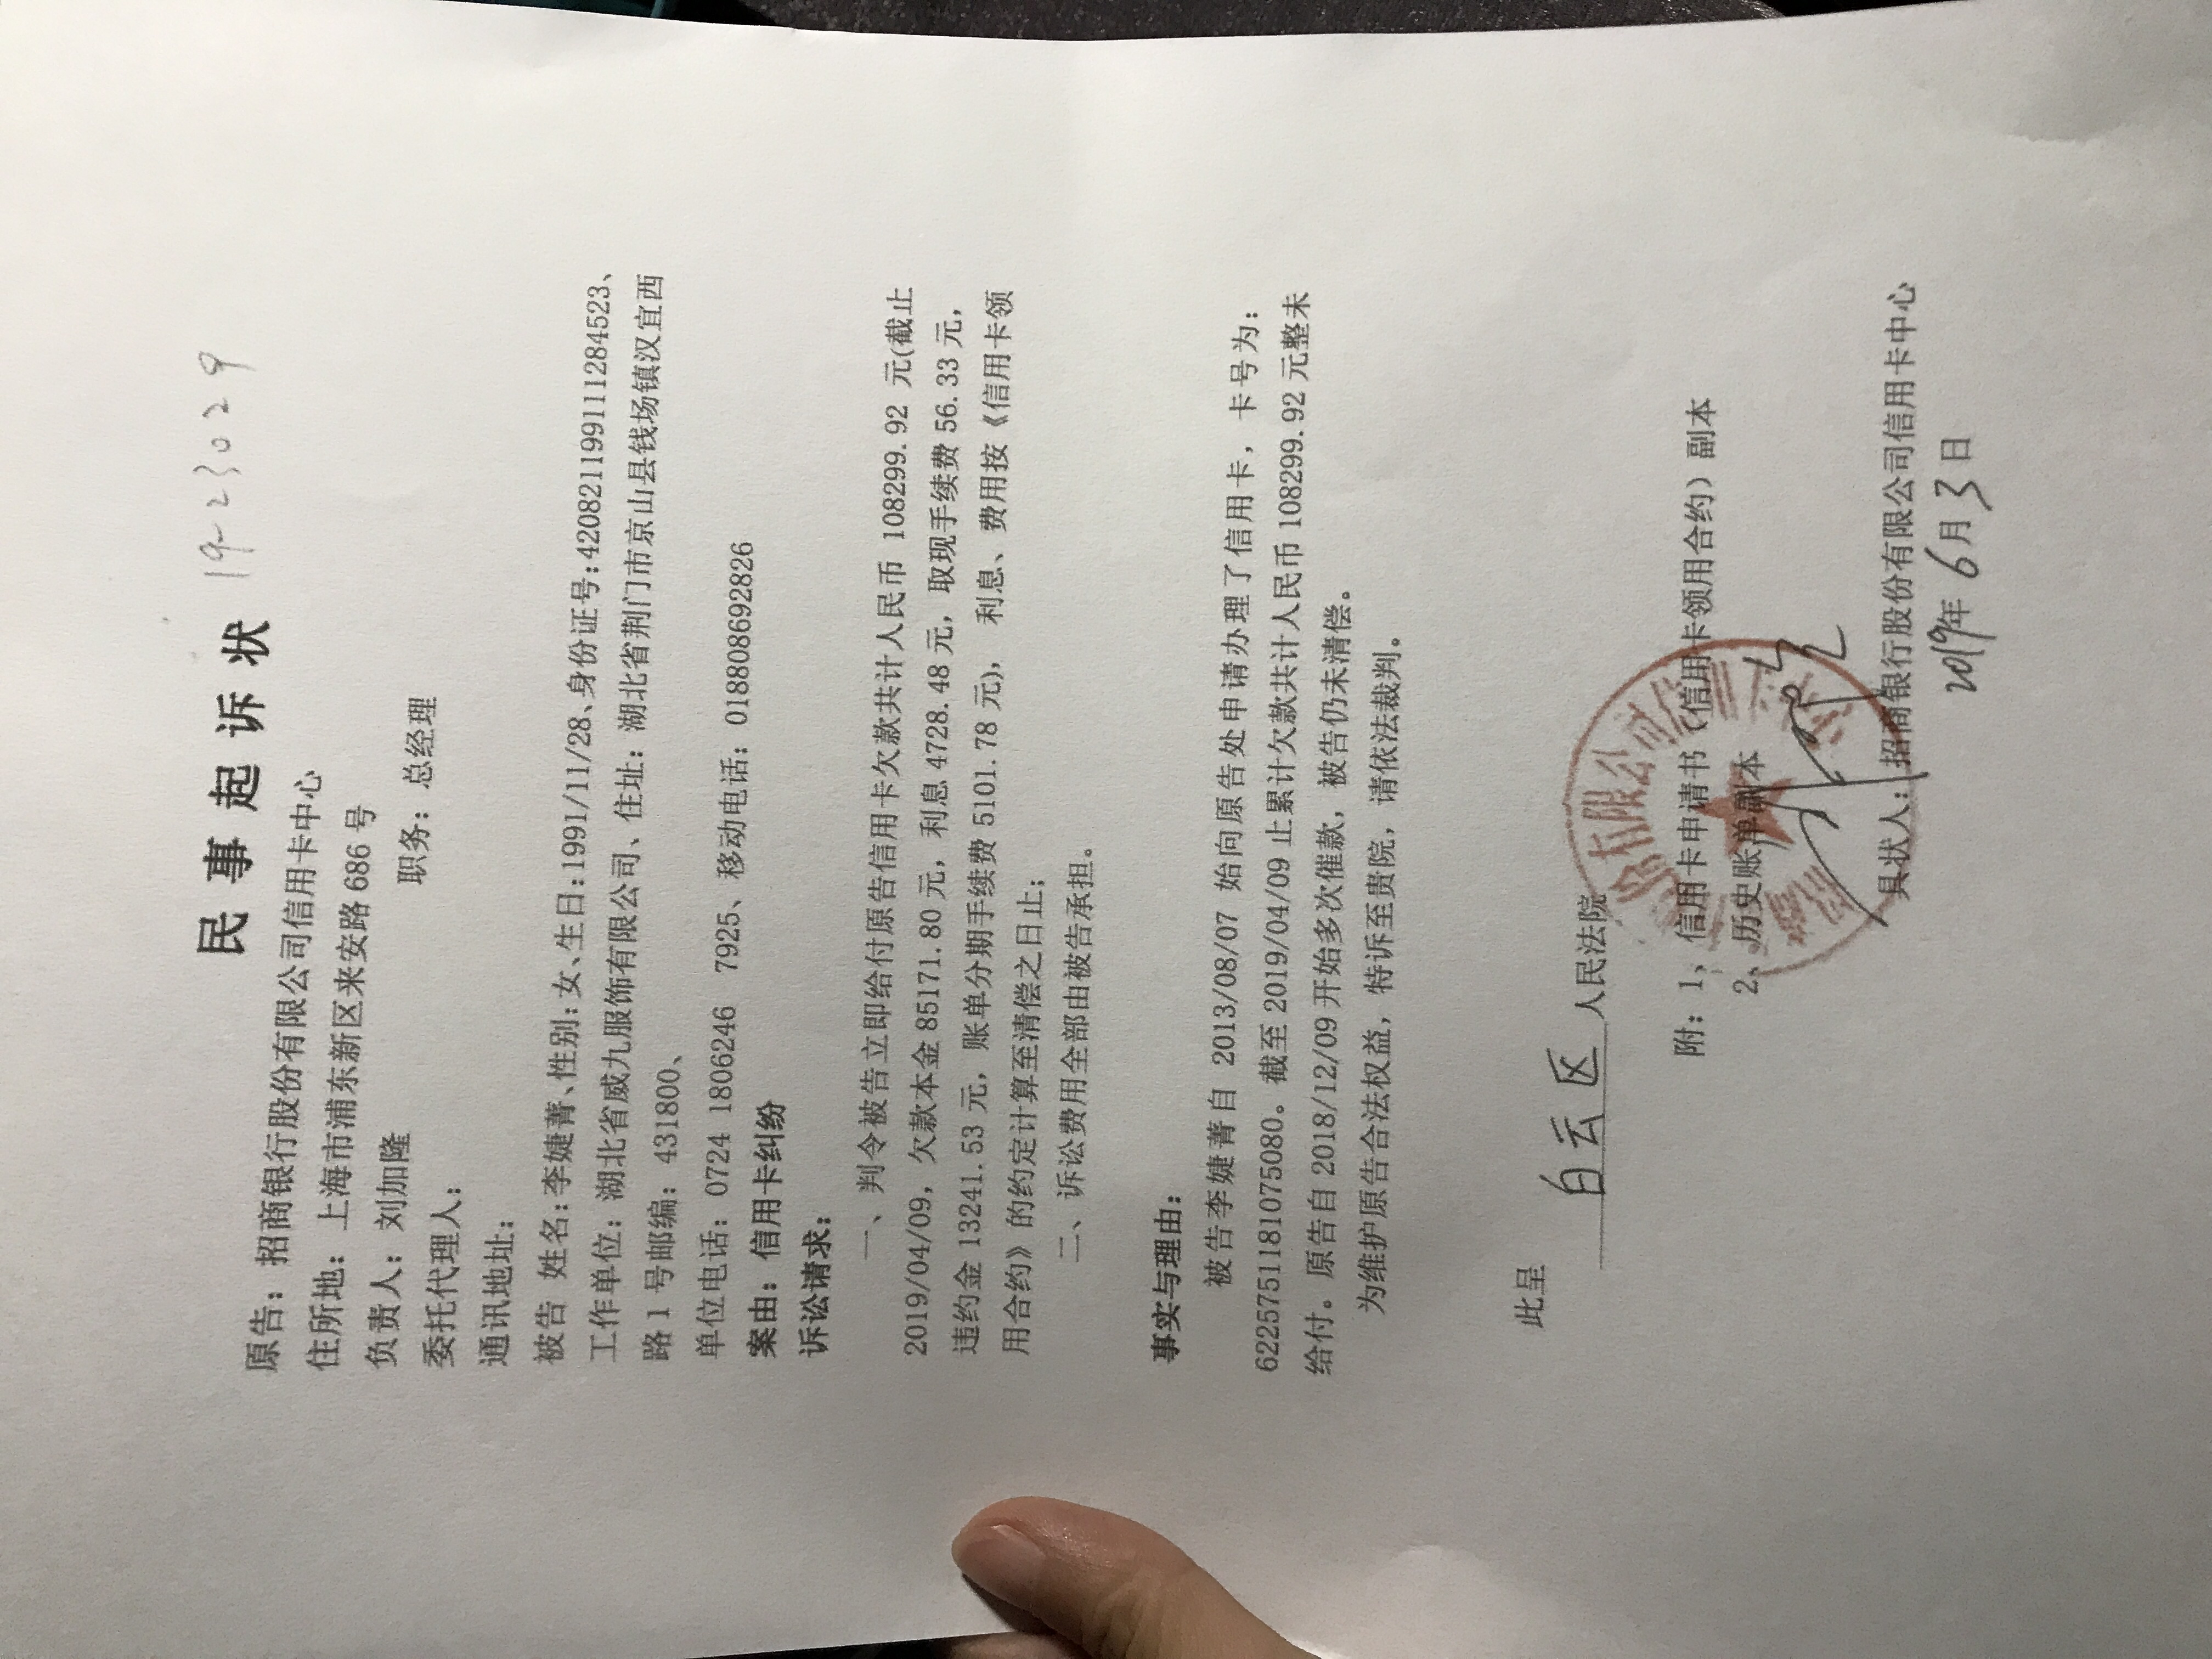 民事起诉状 19-23029
原告：招商银行股份有限公司信用卡中心
住所地：上海市浦东新区来安路 686 号
负责人：刘加隆 职务：总经理
委托代理人：
通讯地址：
被告 姓名:李婕菁、性别:女、生日:1991/11/28、身份证号:420821199111284523、
工作单位：湖北省威九服饰有限公司、住址：湖北省荆门市京山县钱场镇汉宜西
路 1 号邮编：431800、
单位电话：0724 1806246 7925、移动电话：018808692826
案由：信用卡纠纷
诉讼请求：
一、判令被告立即给付原告信用卡欠款共计人民币 108299.92 元(截止
2019/04/09，欠款本金 85171.80 元，利息 4728.48 元，取现手续费 56.33 元，
违约金 13241.53 元，账单分期手续费 5101.78 元)， 利息、费用按《信用卡领
用合约》的约定计算至清偿之日止；
二、诉讼费用全部由被告承担。
事实与理由：
被告李婕菁自 2013/08/07 始向原告处申请办理了信用卡，卡号为：
6225751181075080。截至 2019/04/09 止累计欠款共计人民币 108299.92 元整未
给付。原告自 2018/12/09 开始多次催款，被告仍未清偿。
为维护原告合法权益，特诉至贵院，请依法裁判。
此呈
白云区 人民法院
附：1、信用卡申请书（信用卡领用合约）副本
2、历史账单副本
具状人：招商银行股份有限公司信用卡中心
2019年 6月 3日